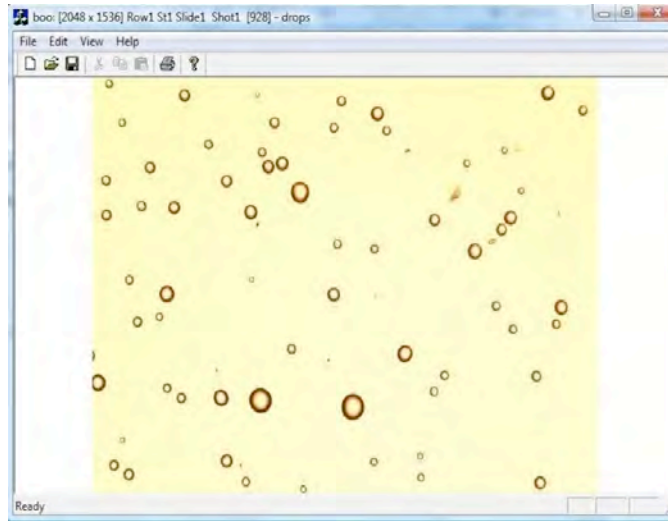 boo: [2048 x 1536] Row1 St1 Slide1 Shot1 [928] - drops
File Edit View Help
Ready